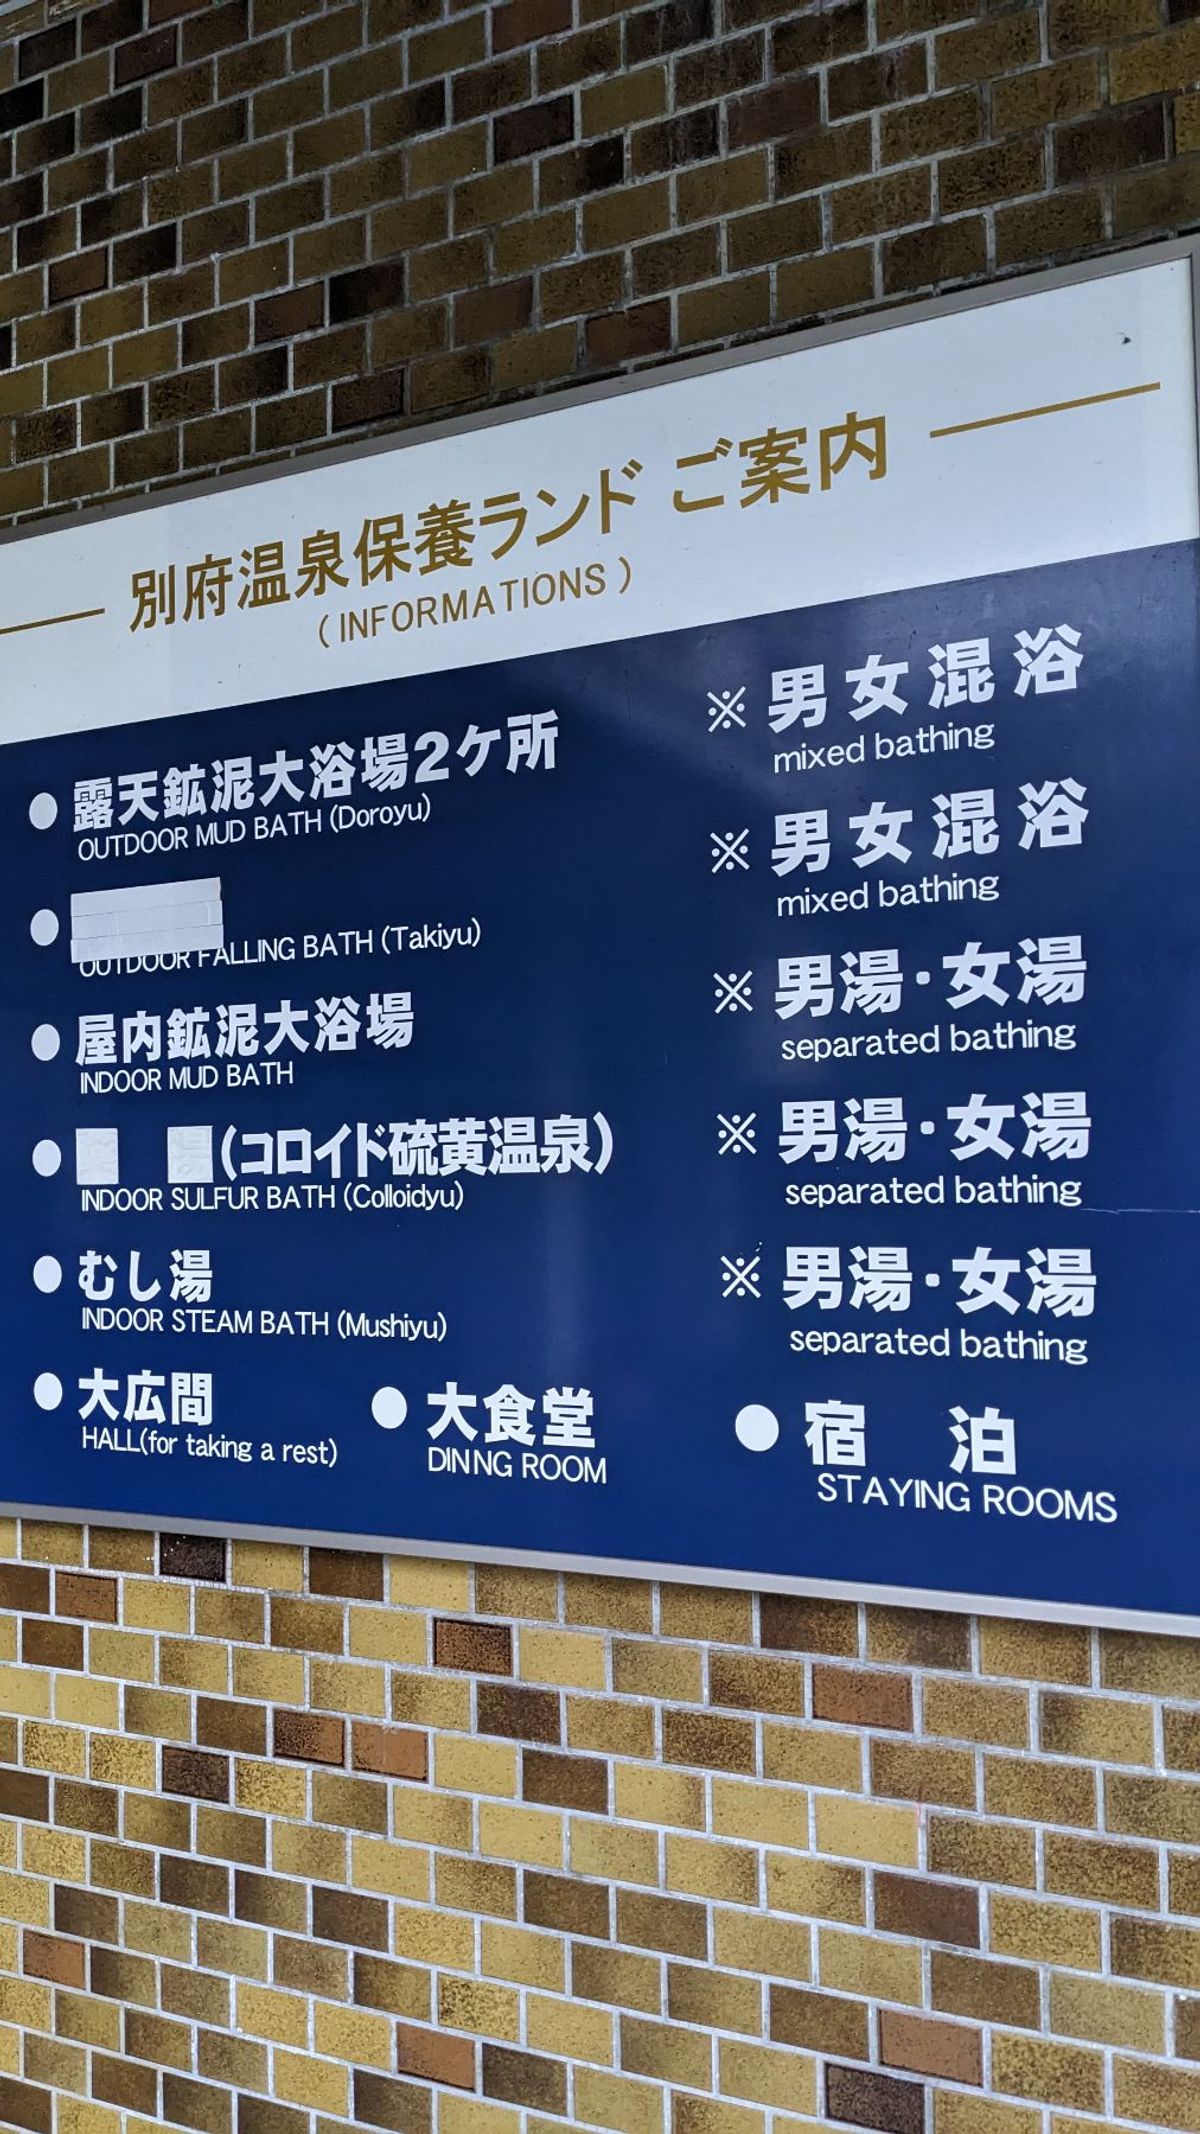 別府温泉保養ランド ご案内
(INFORMATIONS)
● 露天鉱泥大浴場2ケ所 ※ 男女混浴
OUTDOOR MUD BATH (Doroyu) mixed bathing
● ※ 男女混浴
OUTDOOR FALLING BATH (Takiyu) mixed bathing
● 屋内鉱泥大浴場 ※ 男湯・女湯
INDOOR MUD BATH separated bathing
● (コロイド硫黄温泉) ※ 男湯・女湯
INDOOR SULFUR BATH (Colloidyu) separated bathing
● むし湯 ※ 男湯・女湯
INDOOR STEAM BATH (Mushiyu) separated bathing
● 大広間 ● 大食堂 ● 宿 泊
HALL(for taking a rest) DINNG ROOM STAYING ROOMS